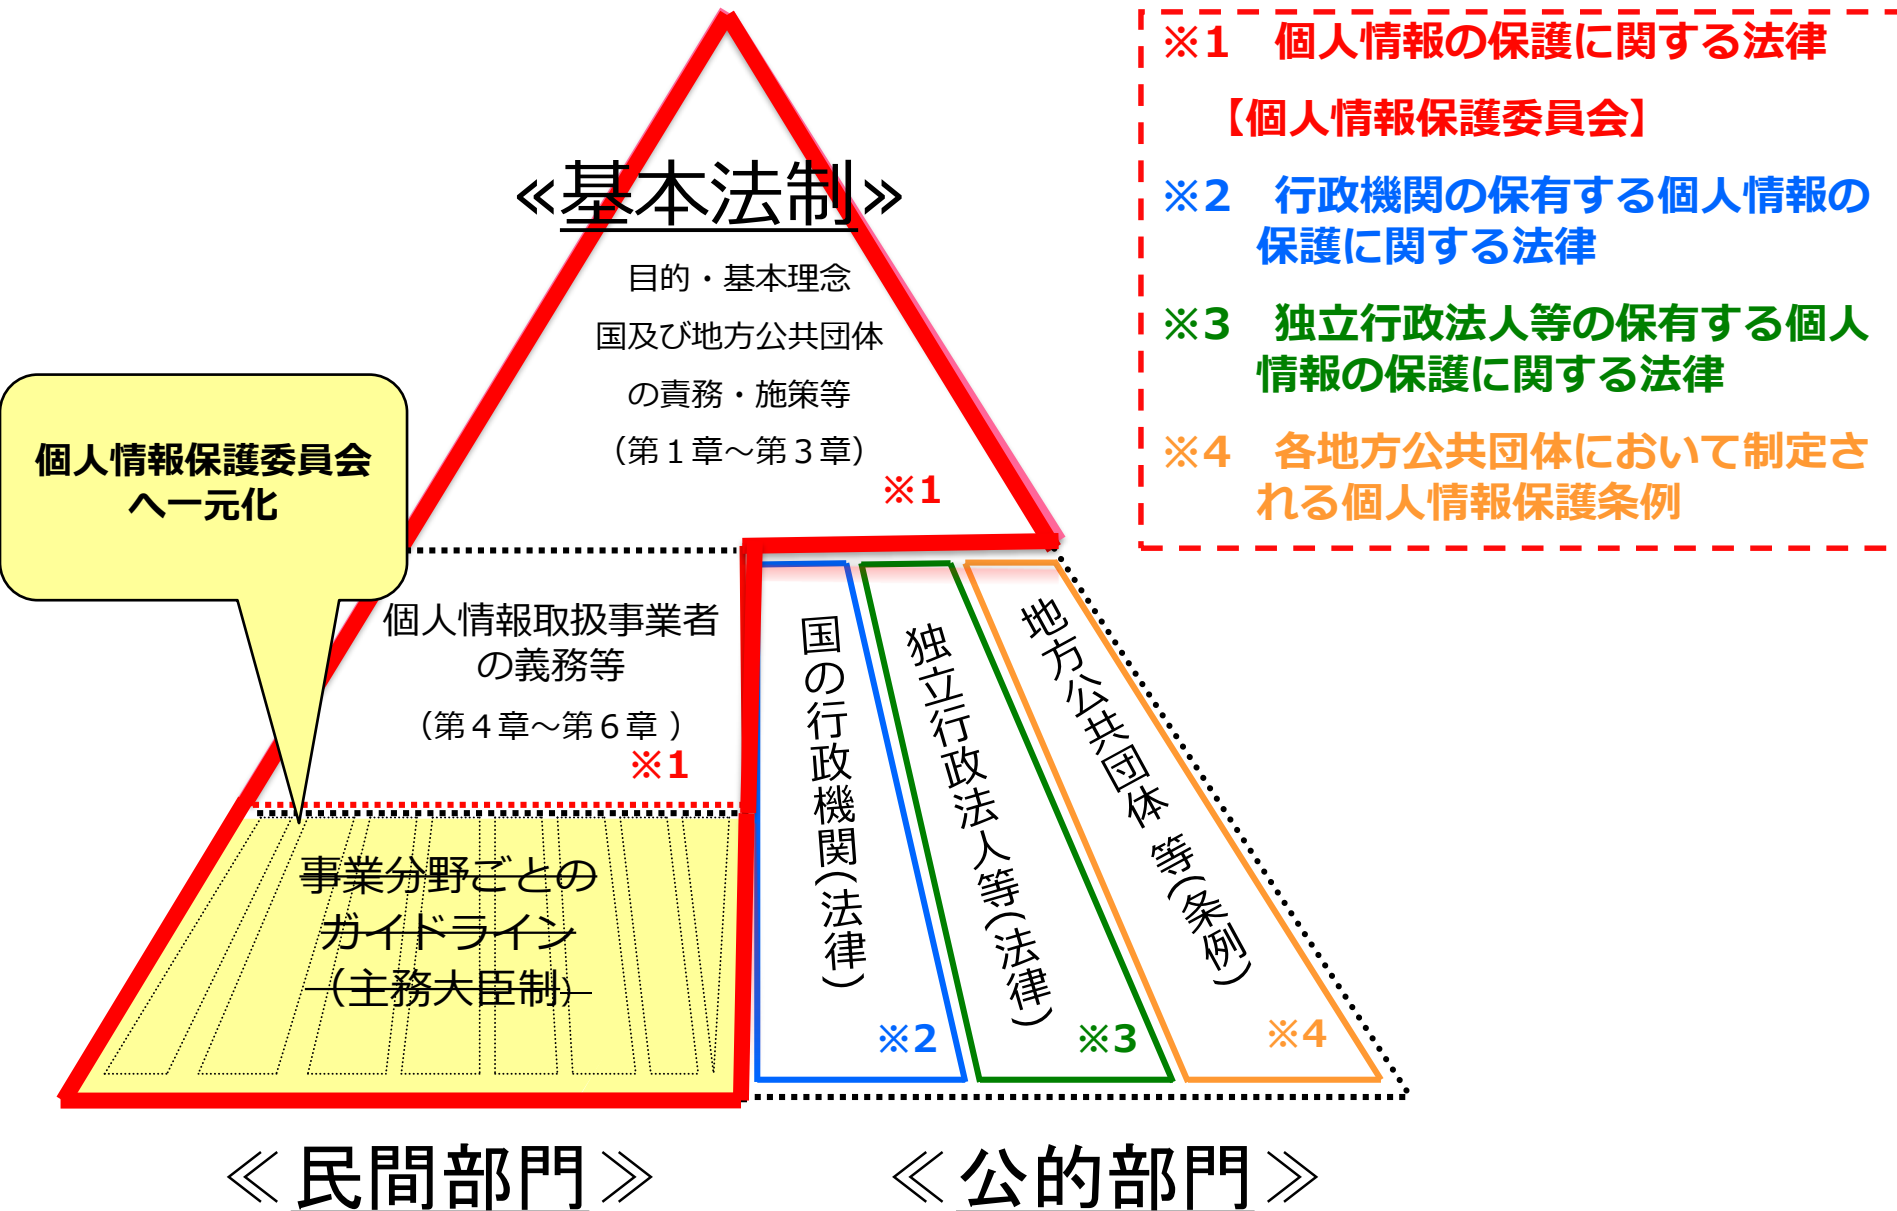 «基本法制»
目的・基本理念
国及び地方公共団体
の責務・施策等
（第１章～第３章）
※1
個人情報保護委員会
へ一元化
個人情報取扱事業者
の義務等
（第４章～第６章 ）
※1
事業分野ごとの
ガイドライン
（主務大臣制）
国の行政機関(法律)
※2
独立行政法人等(法律)
※3
地方公共団体 等(条例)
※4
≪民間部門≫
≪公的部門≫
※1　個人情報の保護に関する法律
【個人情報保護委員会】
※2　行政機関の保有する個人情報の
保護に関する法律
※3　独立行政法人等の保有する個人
情報の保護に関する法律
※4　各地方公共団体において制定さ
れる個人情報保護条例